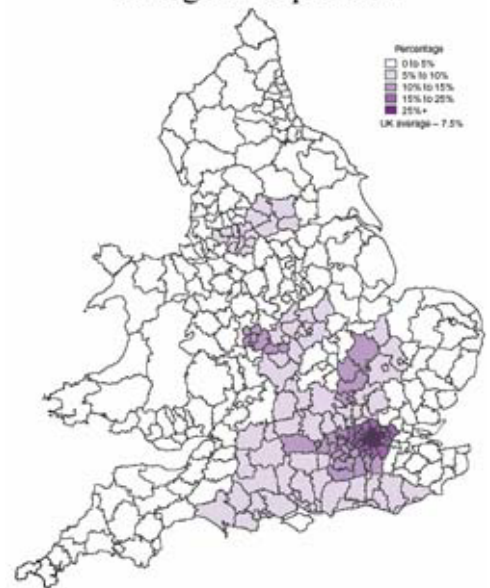 Percentage
0 to 5%
5% to 10%
10% to 15%
15% to 25%
25%+
UK average – 7.5%